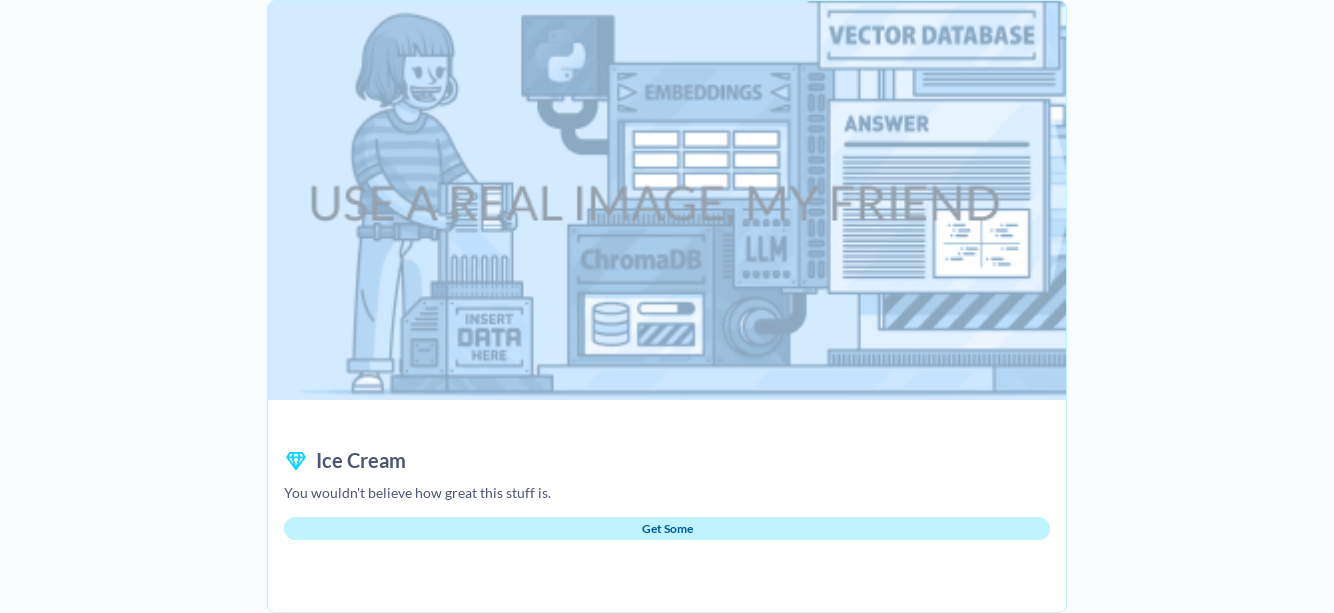 VECTOR DATABASE
EMBEDDINGS
ANSWER
USE A REAL IMAGE MY FRIEND
LLM
ChromaDB
INSERT
DATA
HERE
Ice Cream
You wouldn't believe how great this stuff is.
Get Some